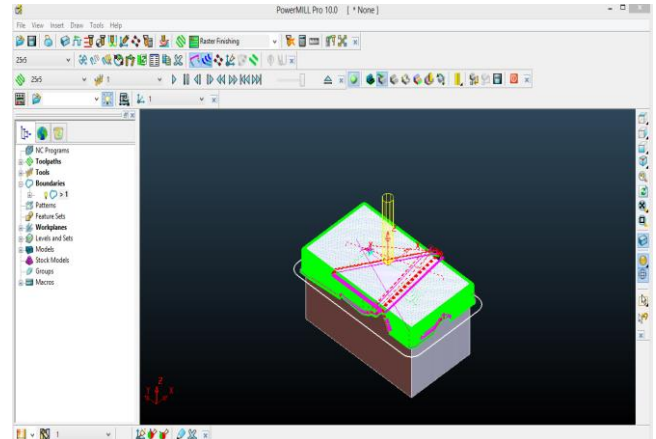 PowerMILL Pro 10.0 [ * None ]
File View Insert Draw Tools Help
Raster Finishing
25r5
25r5 1
1
NC Programs
Toolpaths
Tools
Boundaries
> 1
Patterns
Feature Sets
Workplanes
Levels and Sets
Models
Stock Models
Groups
Macros
Z
Z
Y X
1